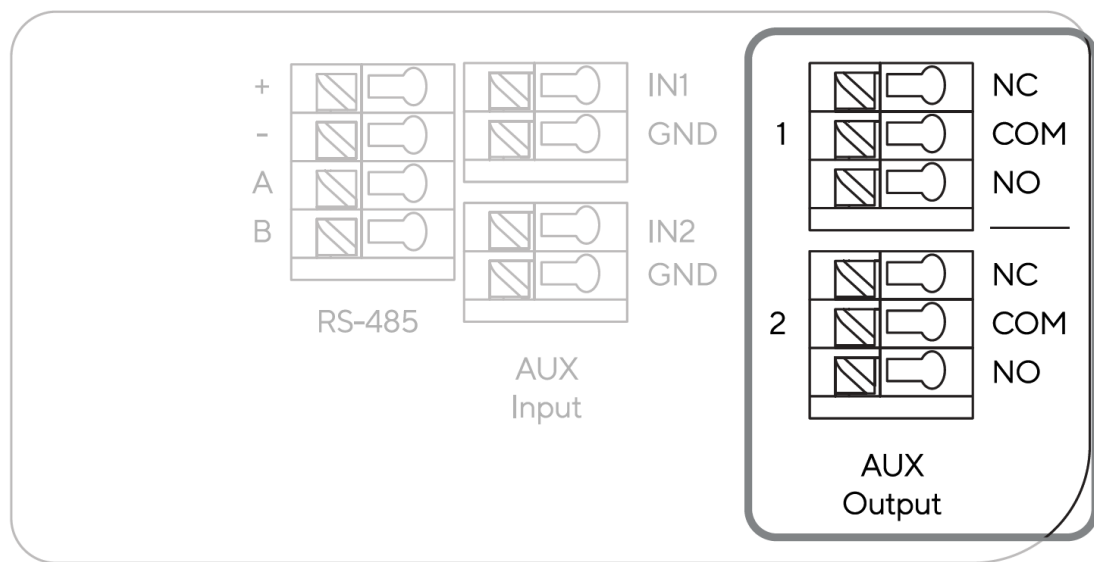 +
-
A
B
RS-485
IN1
GND
IN2
GND
AUX
Input
1
NC
COM
NO
2
NC
COM
NO
AUX
Output